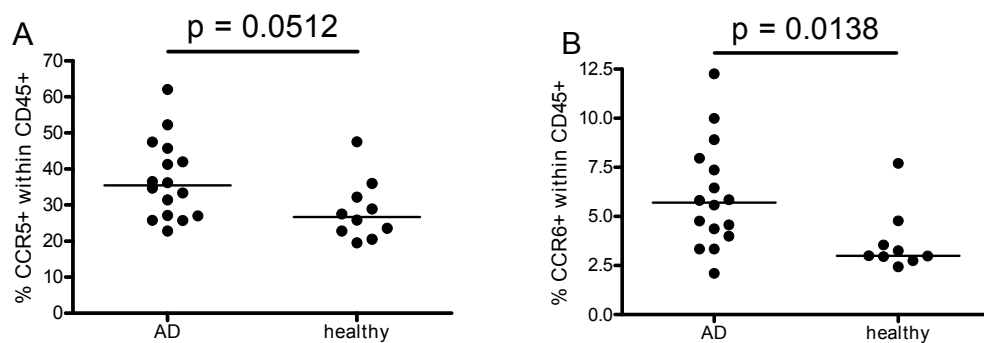 A
p = 0.0512
% CCR5+ within CD45+
70
60
50
40
30
20
10
0
AD healthy
B
p = 0.0138
% CCR6+ within CD45+
12.5
10.0
7.5
5.0
2.5
0.0
AD healthy